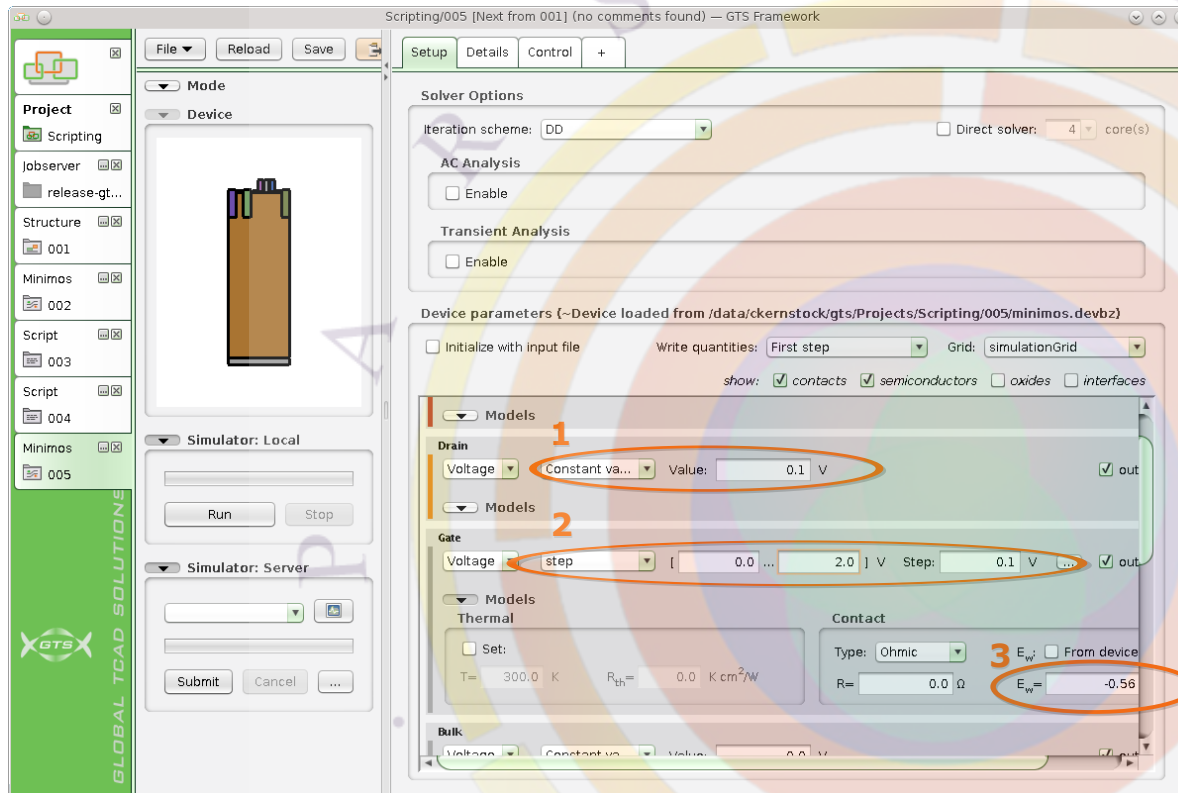 Scripting/005 [Next from 001] (no comments found) — GTS Framework
Project
Scripting
Jobserver
release-gt...
Structure
001
Minimos
002
Script
003
Script
004
Minimos
005
GLOBAL TCAD SOLUTIONS
GTS
File Reload Save
Mode
Device
Simulator: Local
Run Stop
Simulator: Server
Submit Cancel ...
Setup Details Control +
Solver Options
Iteration scheme: DD Direct solver: 4 core(s)
AC Analysis
Enable
Transient Analysis
Enable
Device parameters {~Device loaded from /data/ckernstock/gts/Projects/Scripting/005/minimos.devbz}
Initialize with input file Write quantities: First step Grid: simulationGrid
show: contacts semiconductors oxides interfaces
Models
Drain
1
Voltage Constant va... Value: 0.1 V out
Models
2
Gate
Voltage step [ 0.0 ... 2.0 ] V Step: 0.1 V ... out
Models
Thermal Contact
Set: Type: Ohmic 3 Ew: From device
T= 300.0 K Rth= 0.0 K cm²/W R= 0.0 Ω Ew= -0.56
Bulk
Voltage Constant va... Value: 0.0 V out
P A R S